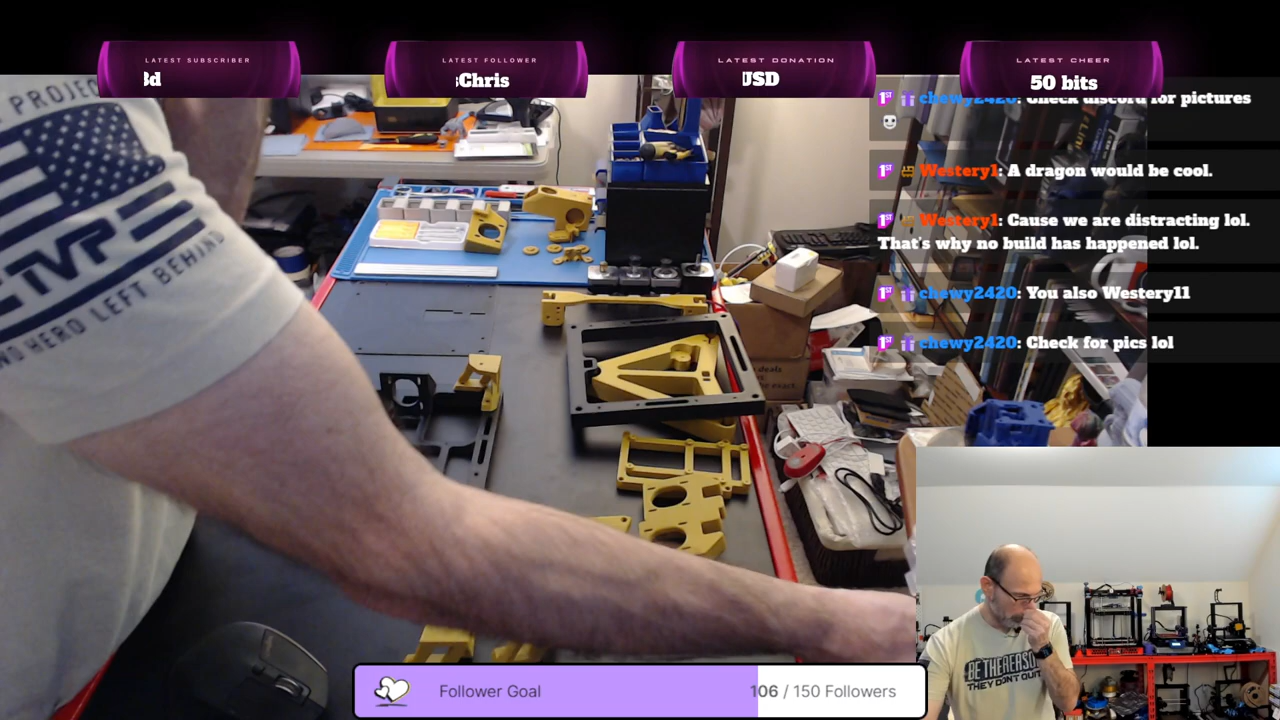 LATEST SUBSCRIBER
LATEST FOLLOWER
Chris
LATEST DONATION
USD
LATEST CHEER
50 bits
chewy2420: Check discord for pictures
Westery1: A dragon would be cool.
Westery1: Cause we are distracting lol.
That's why no build has happened lol.
chewy2420: You also Westery11
chewy2420: Check for pics lol
PROJEC
TVP
NO HERO LEFT BEHIND
BE THE REASON
THEY DON'T QUIT
Follower Goal
106 / 150 Followers